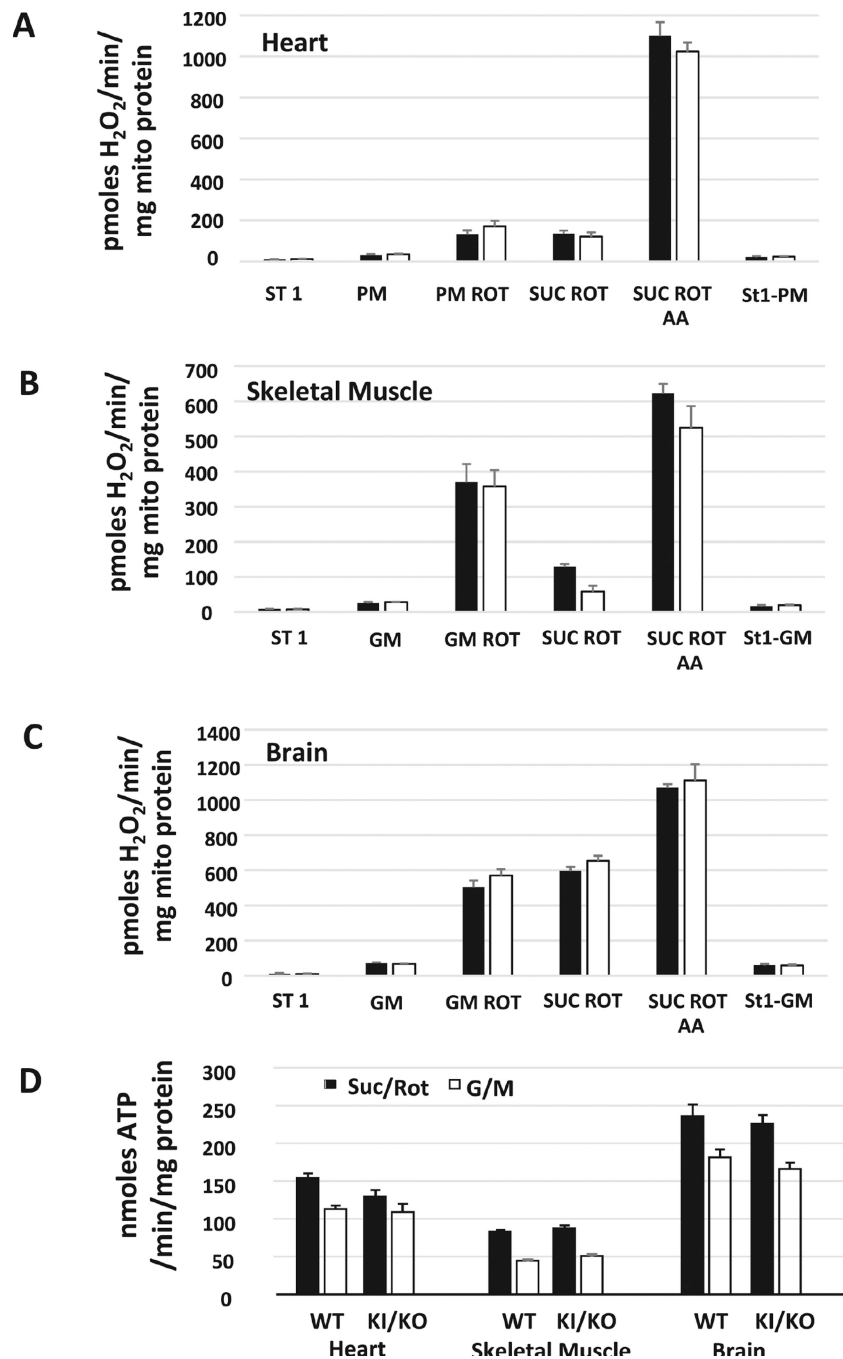 A
Heart
pmoles H₂O₂/min/
mg mito protein
1200
1000
800
600
400
200
0
ST 1 PM PM ROT SUC ROT SUC ROT St1-PM
AA
B
Skeletal Muscle
pmoles H₂O₂/min/
mg mito protein
700
600
500
400
300
200
100
0
ST 1 GM GM ROT SUC ROT SUC ROT St1-GM
AA
C
Brain
pmoles H₂O₂/min/
mg mito protein
1400
1200
1000
800
600
400
200
0
ST 1 GM GM ROT SUC ROT SUC ROT St1-GM
AA
D
Suc/Rot G/M
nmoles ATP
/min/mg protein
300
250
200
150
100
50
0
WT KI/KO WT KI/KO WT KI/KO
Heart Skeletal Muscle Brain